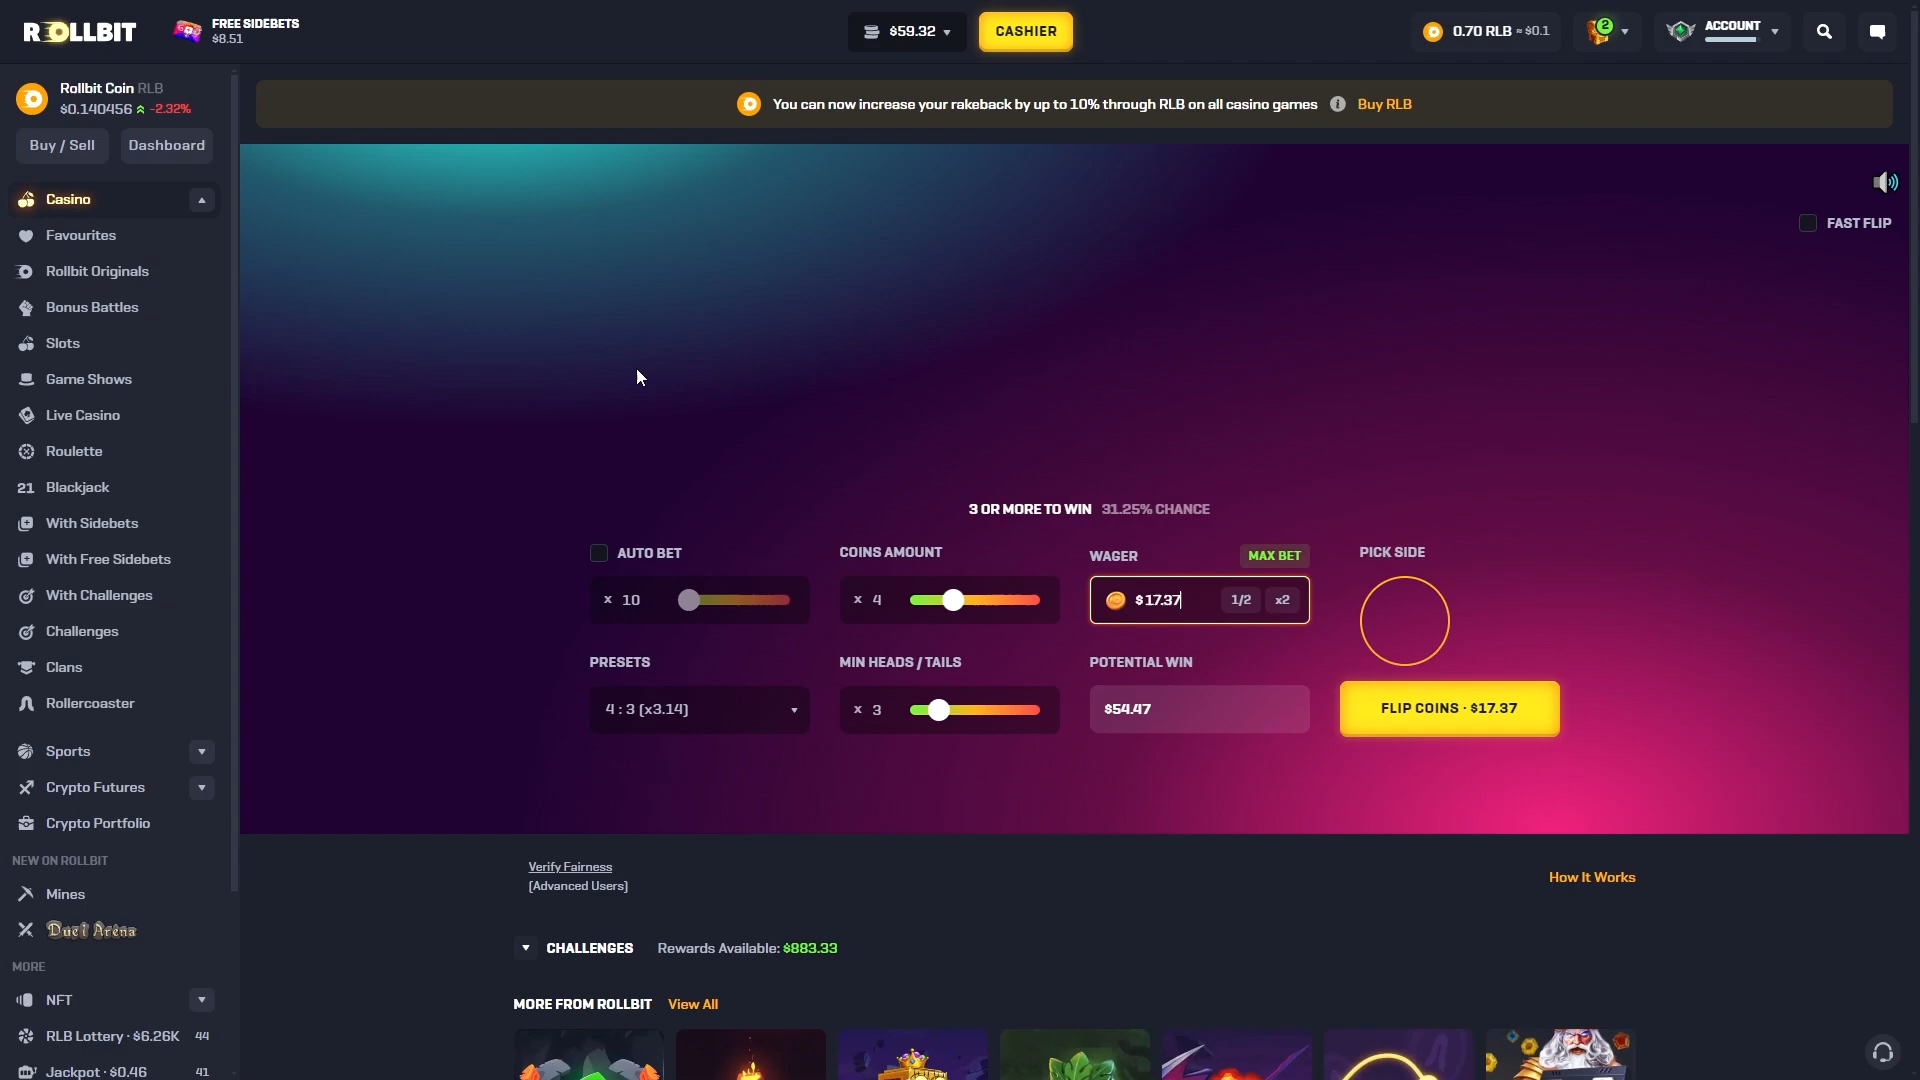 ROLLBIT
FREE SIDEBETS
$8.51
$59.32
CASHIER
0.70 RLB ≈ $0.1
2
ACCOUNT
Rollbit Coin RLB
$0.140456 -2.32%
Buy / Sell
Dashboard
You can now increase your rakeback by up to 10% through RLB on all casino games
Buy RLB
Casino
Favourites
Rollbit Originals
Bonus Battles
Slots
Game Shows
Live Casino
Roulette
21 Blackjack
With Sidebets
With Free Sidebets
With Challenges
Challenges
Clans
Rollercoaster
Sports
Crypto Futures
Crypto Portfolio
NEW ON ROLLBIT
Mines
Duel Arena
MORE
NFT
RLB Lottery · $6.26K 44
Jackpot · $0.46 41
FAST FLIP
3 OR MORE TO WIN 31.25% CHANCE
AUTO BET
x 10
COINS AMOUNT
x 4
WAGER
MAX BET
$ 17.37
1/2
x2
PICK SIDE
PRESETS
4 : 3 (x3.14)
MIN HEADS / TAILS
x 3
POTENTIAL WIN
$54.47
FLIP COINS · $17.37
Verify Fairness
[Advanced Users]
How It Works
CHALLENGES Rewards Available: $883.33
MORE FROM ROLLBIT View All